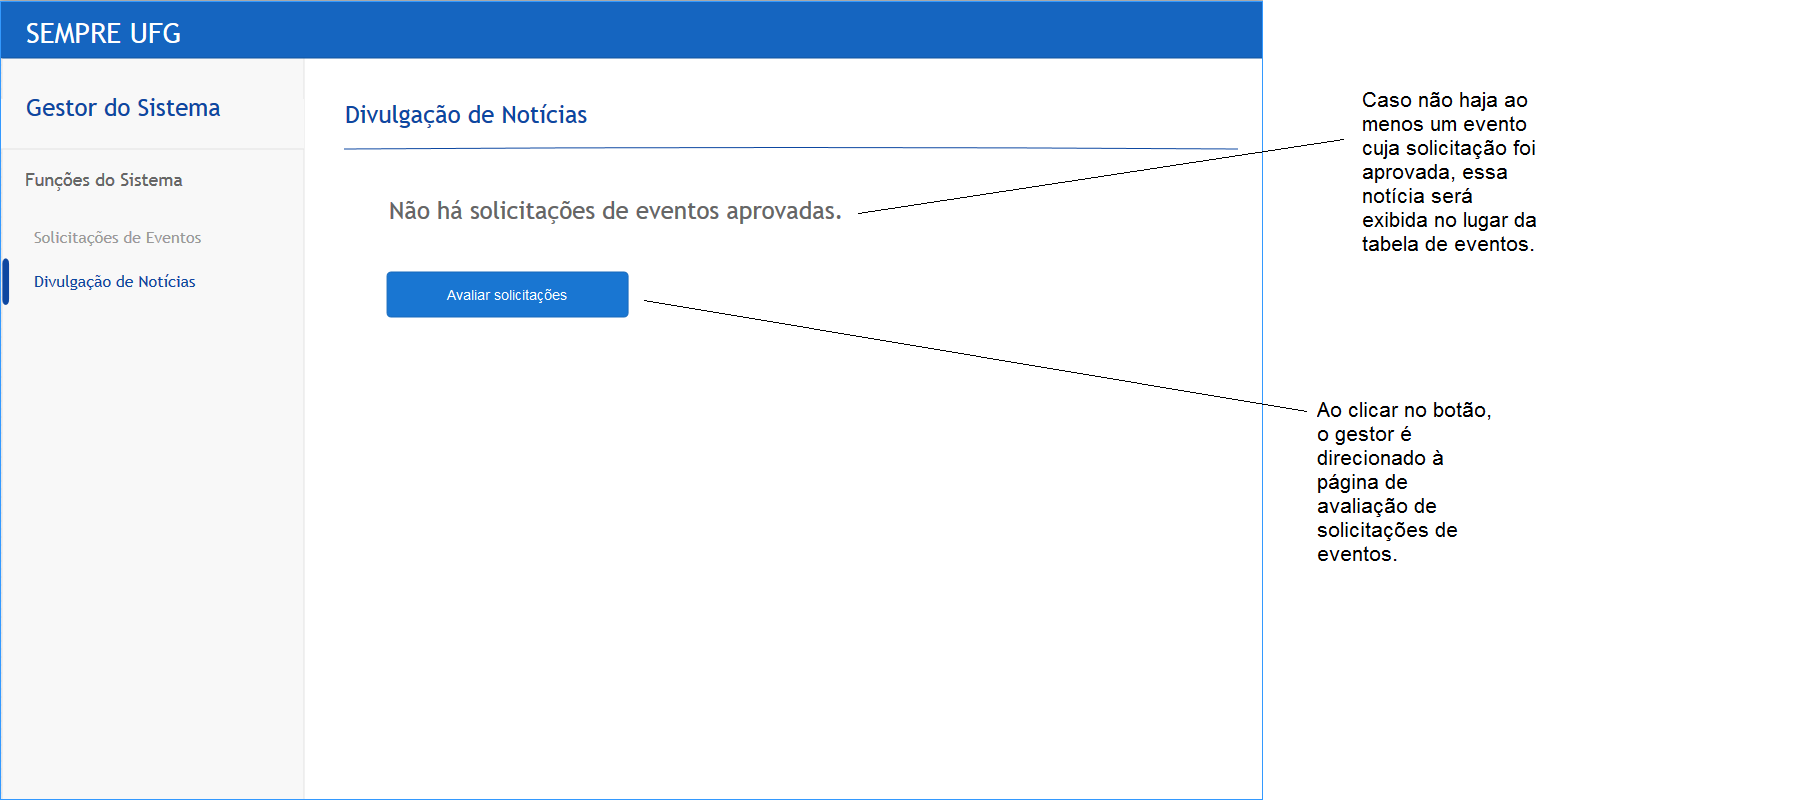 SEMPRE UFG
Gestor do Sistema
Funções do Sistema
Solicitações de Eventos
Divulgação de Notícias
Divulgação de Notícias
Não há solicitações de eventos aprovadas.
Avaliar solicitações
Caso não haja ao
menos um evento
cuja solicitação foi
aprovada, essa
notícia será
exibida no lugar da
tabela de eventos.
Ao clicar no botão,
o gestor é
direcionado à
página de
avaliação de
solicitações de
eventos.